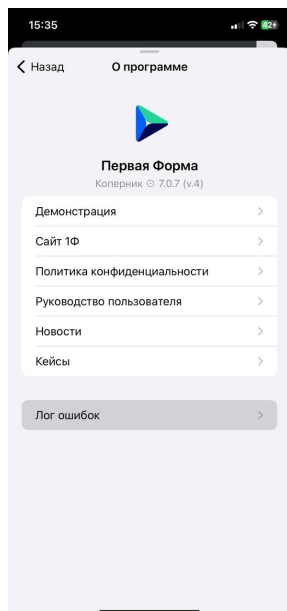 15:35
42
Назад
О программе
Первая Форма
Коперник ⊙ 7.0.7 (v.4)
Демонстрация
Сайт 1Ф
Политика конфиденциальности
Руководство пользователя
Новости
Кейсы
Лог ошибок